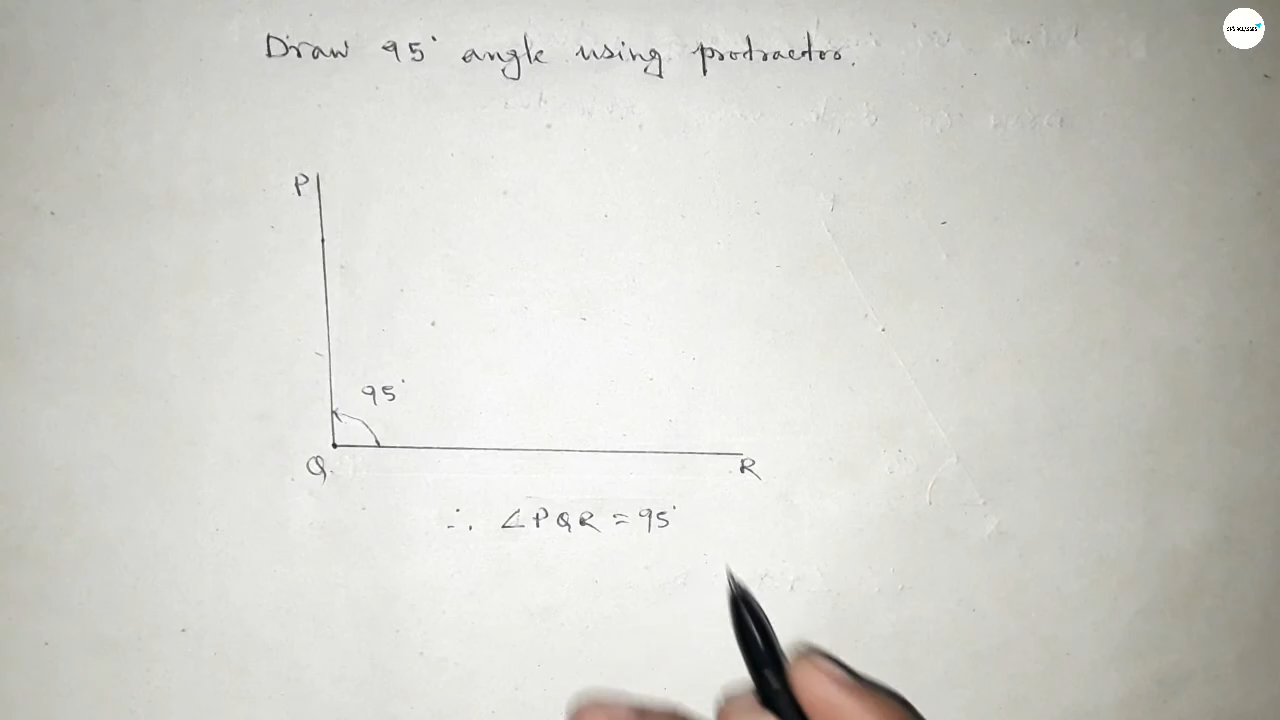 Draw 95° angle using protractor.
P
95°
Q
R
∴ ∠PQR = 95°